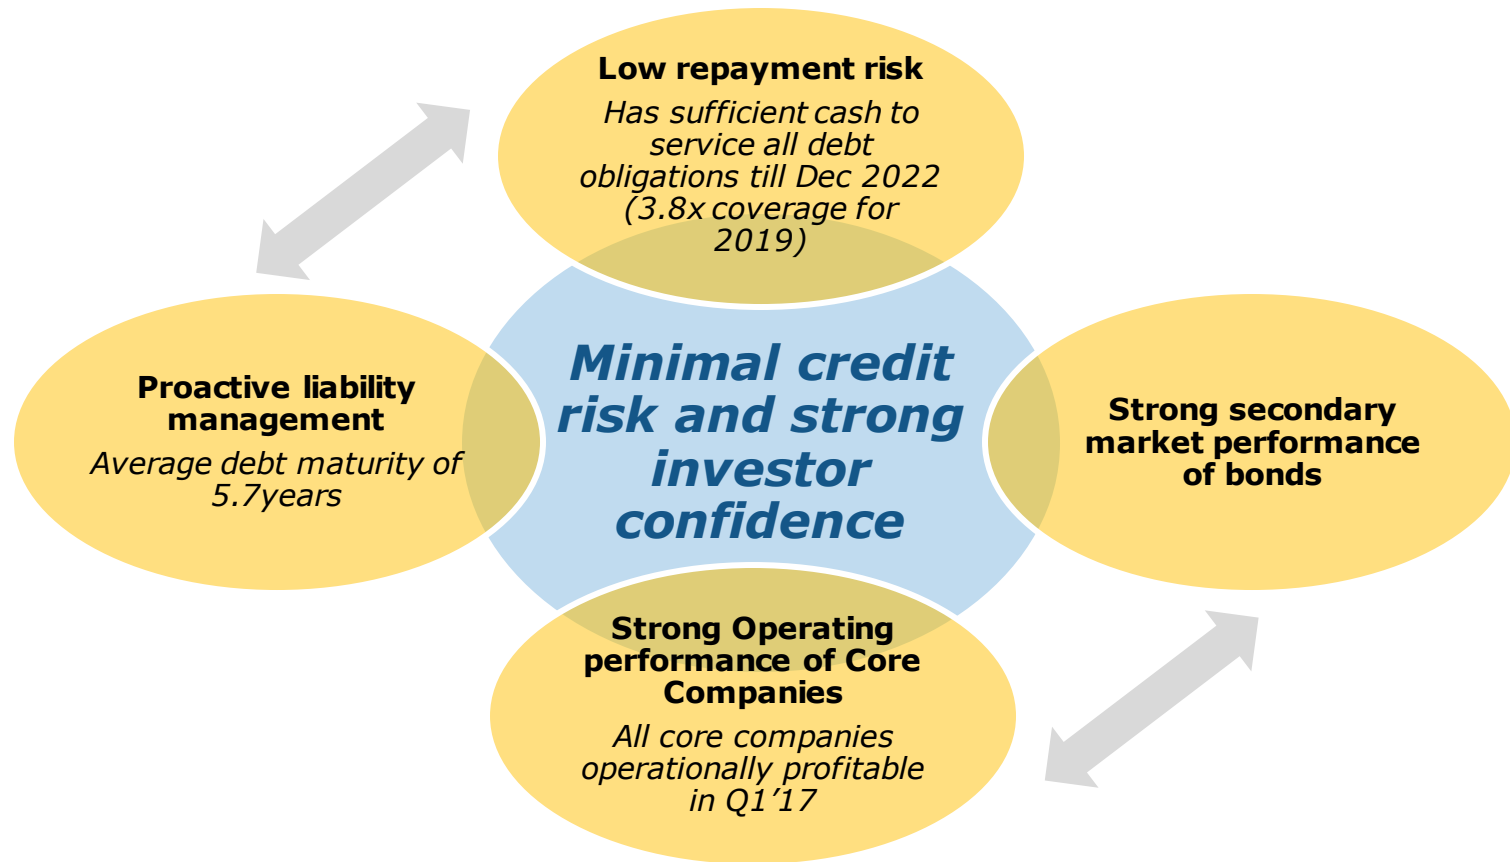 Low repayment risk
Has sufficient cash to
service all debt
obligations till Dec 2022
(3.8x coverage for
2019)
Proactive liability
management
Average debt maturity of
5.7years
Minimal credit
risk and strong
investor
confidence
Strong secondary
market performance
of bonds
Strong Operating
performance of Core
Companies
All core companies
operationally profitable
in Q1’17